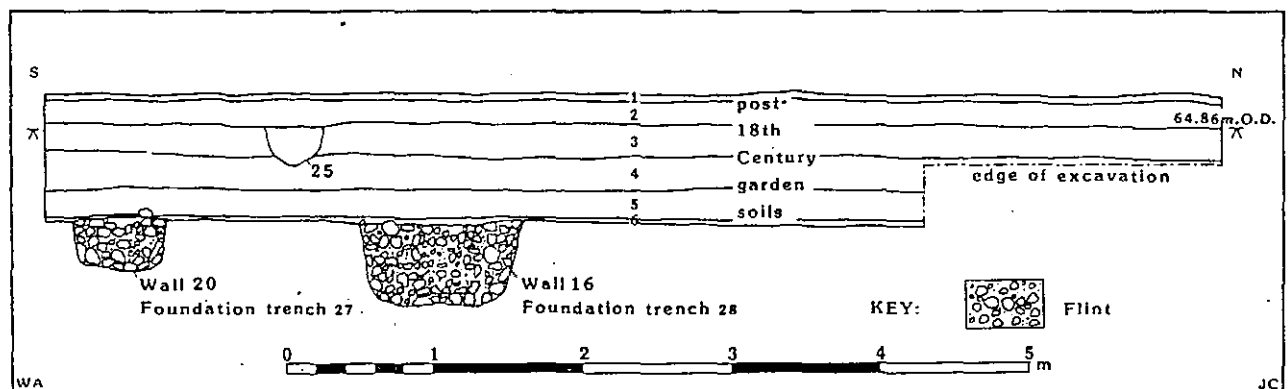 S
N
1
post
2
64.86m.O.D.
18th
3
Century
25
4
edge of excavation
garden
5
soils
6
Wall 20
Foundation trench 27
Wall 16
Foundation trench 28
KEY:
Flint
0 1 2 3 4 5
m
WA
JC